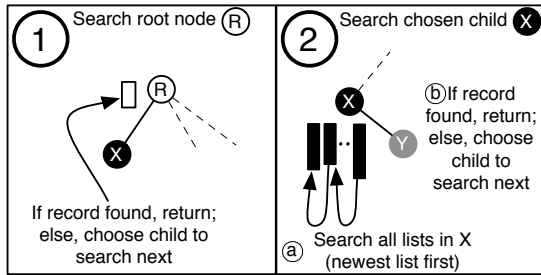 1
Search root node R
R
X
If record found, return;
else, choose child to
search next
2
Search chosen child X
X
Y
b If record
found, return;
else, choose
child to
search next
a Search all lists in X
(newest list first)